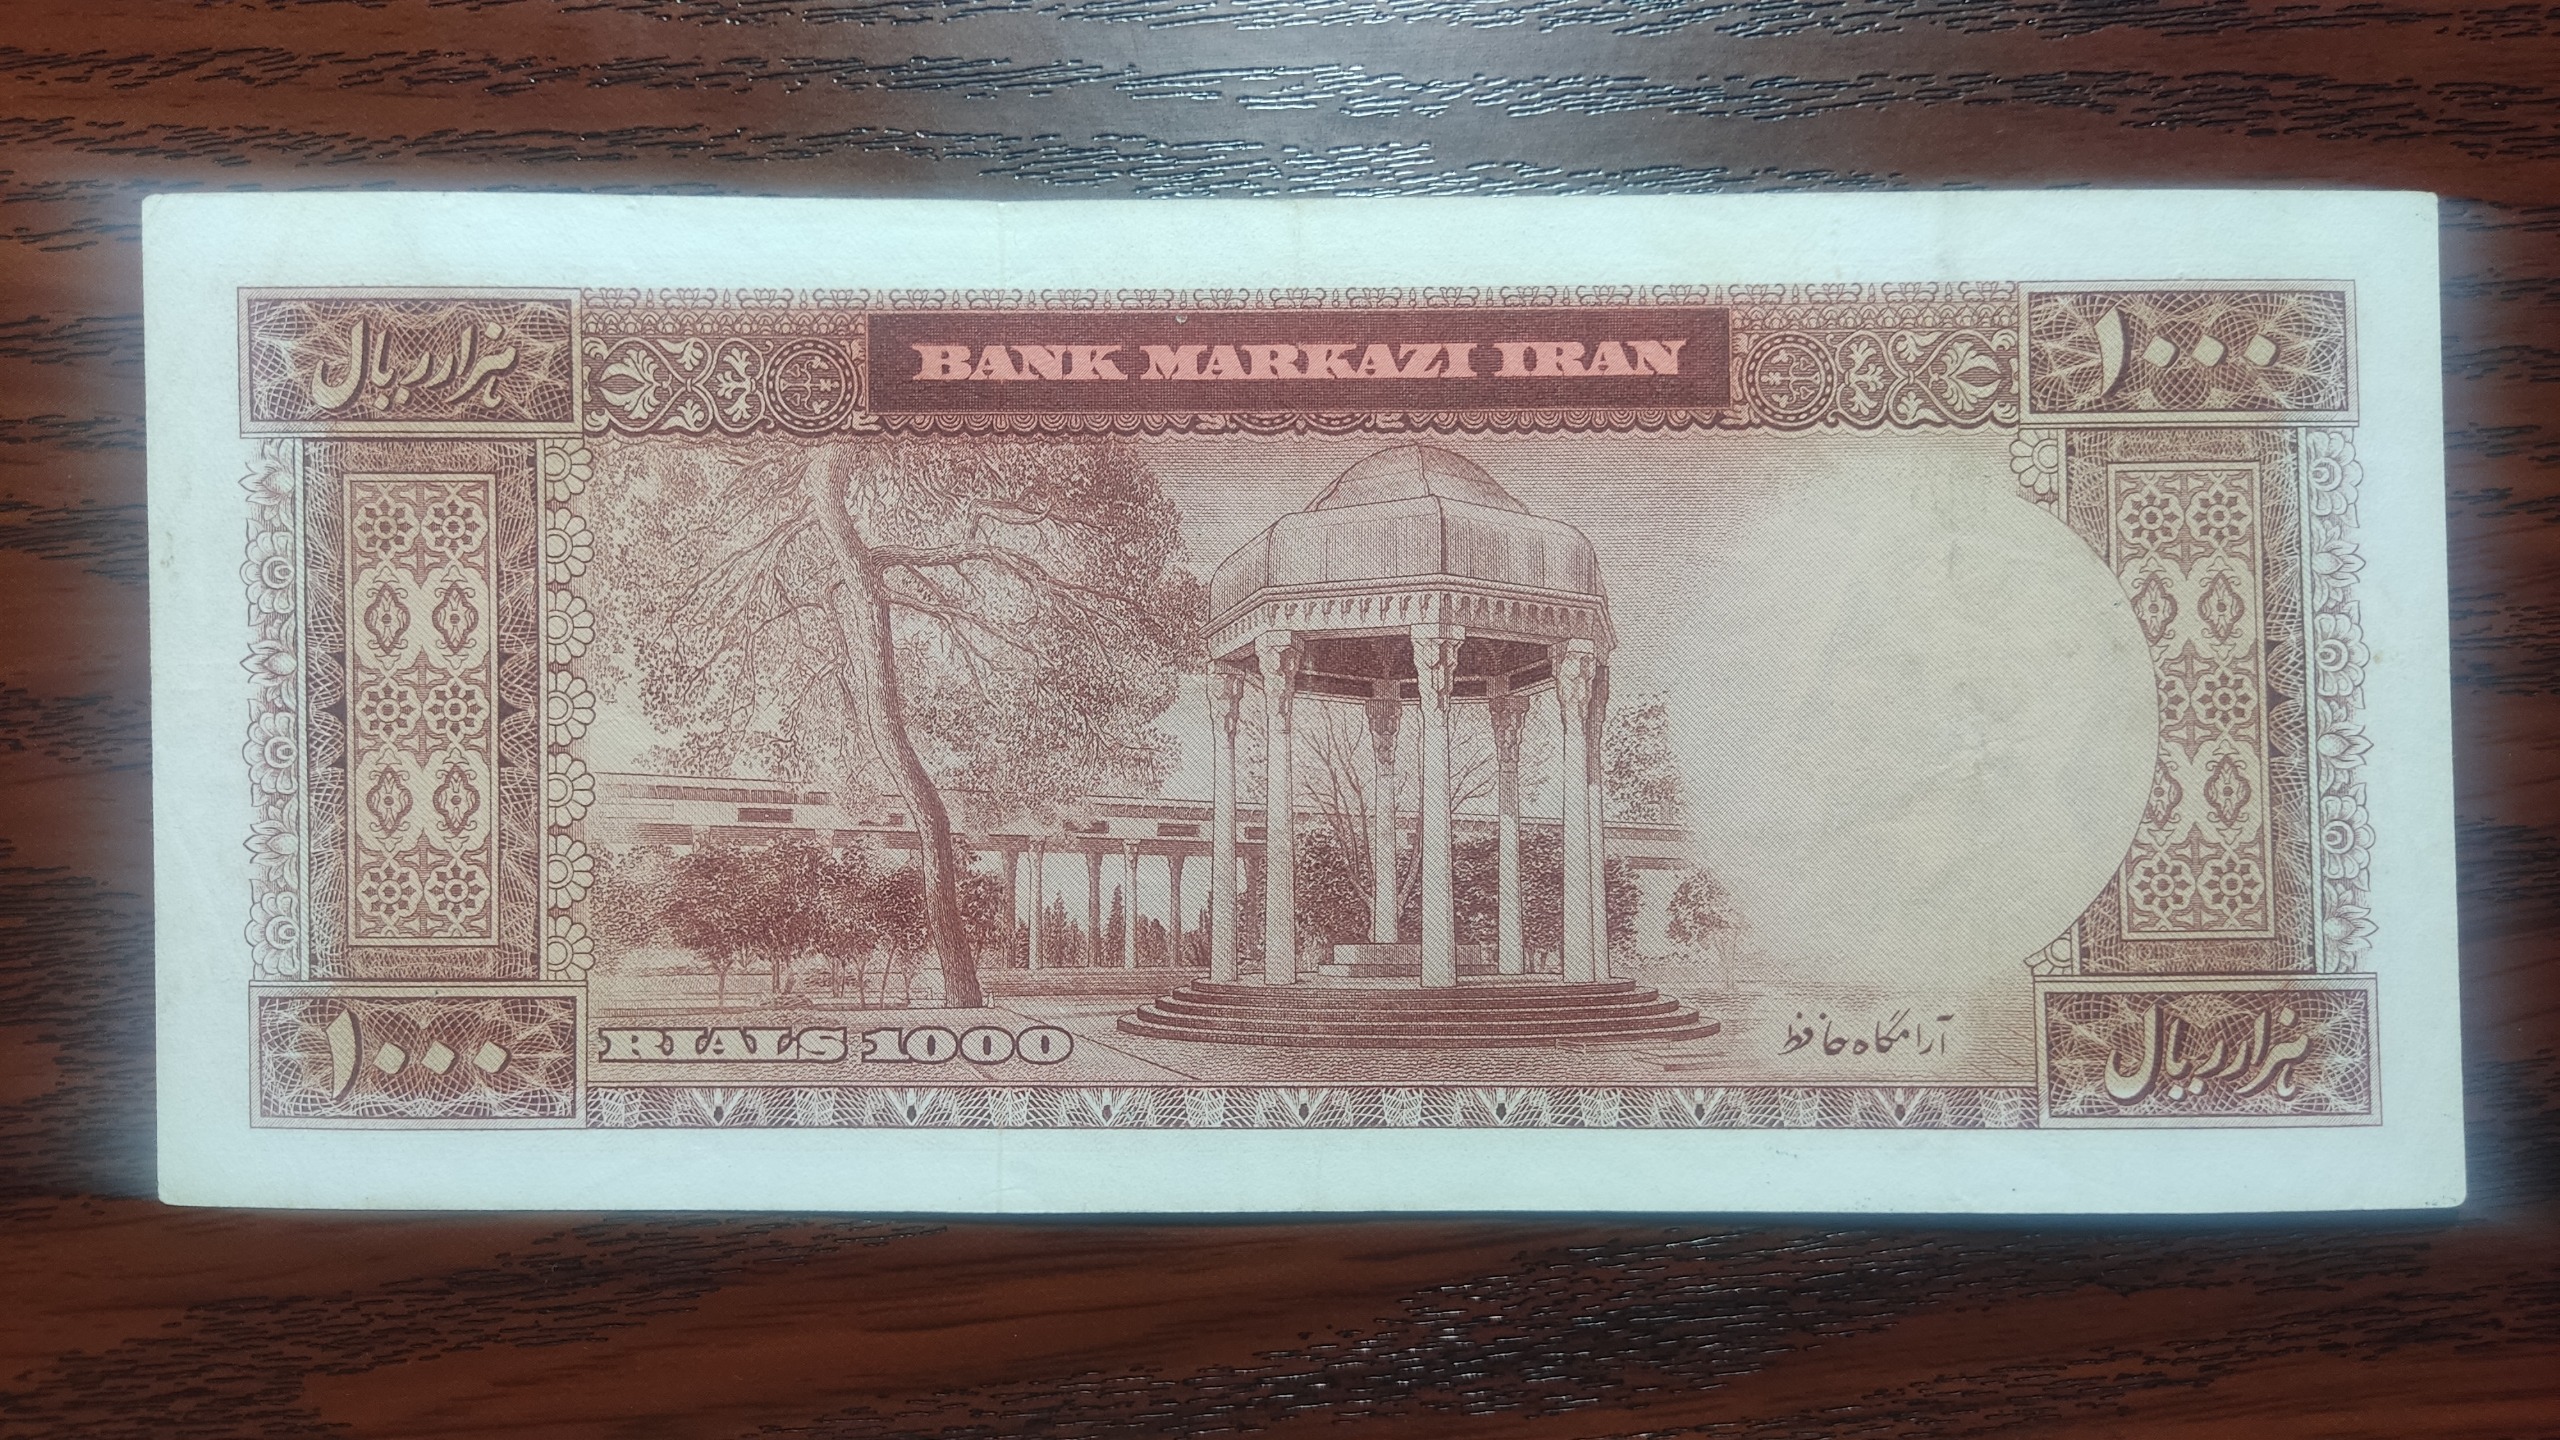 هزار ریال
BANK MARKAZI IRAN
۱۰۰۰
۱۰۰۰
RIALS 1000
آرامگاه حافظ
هزار ریال